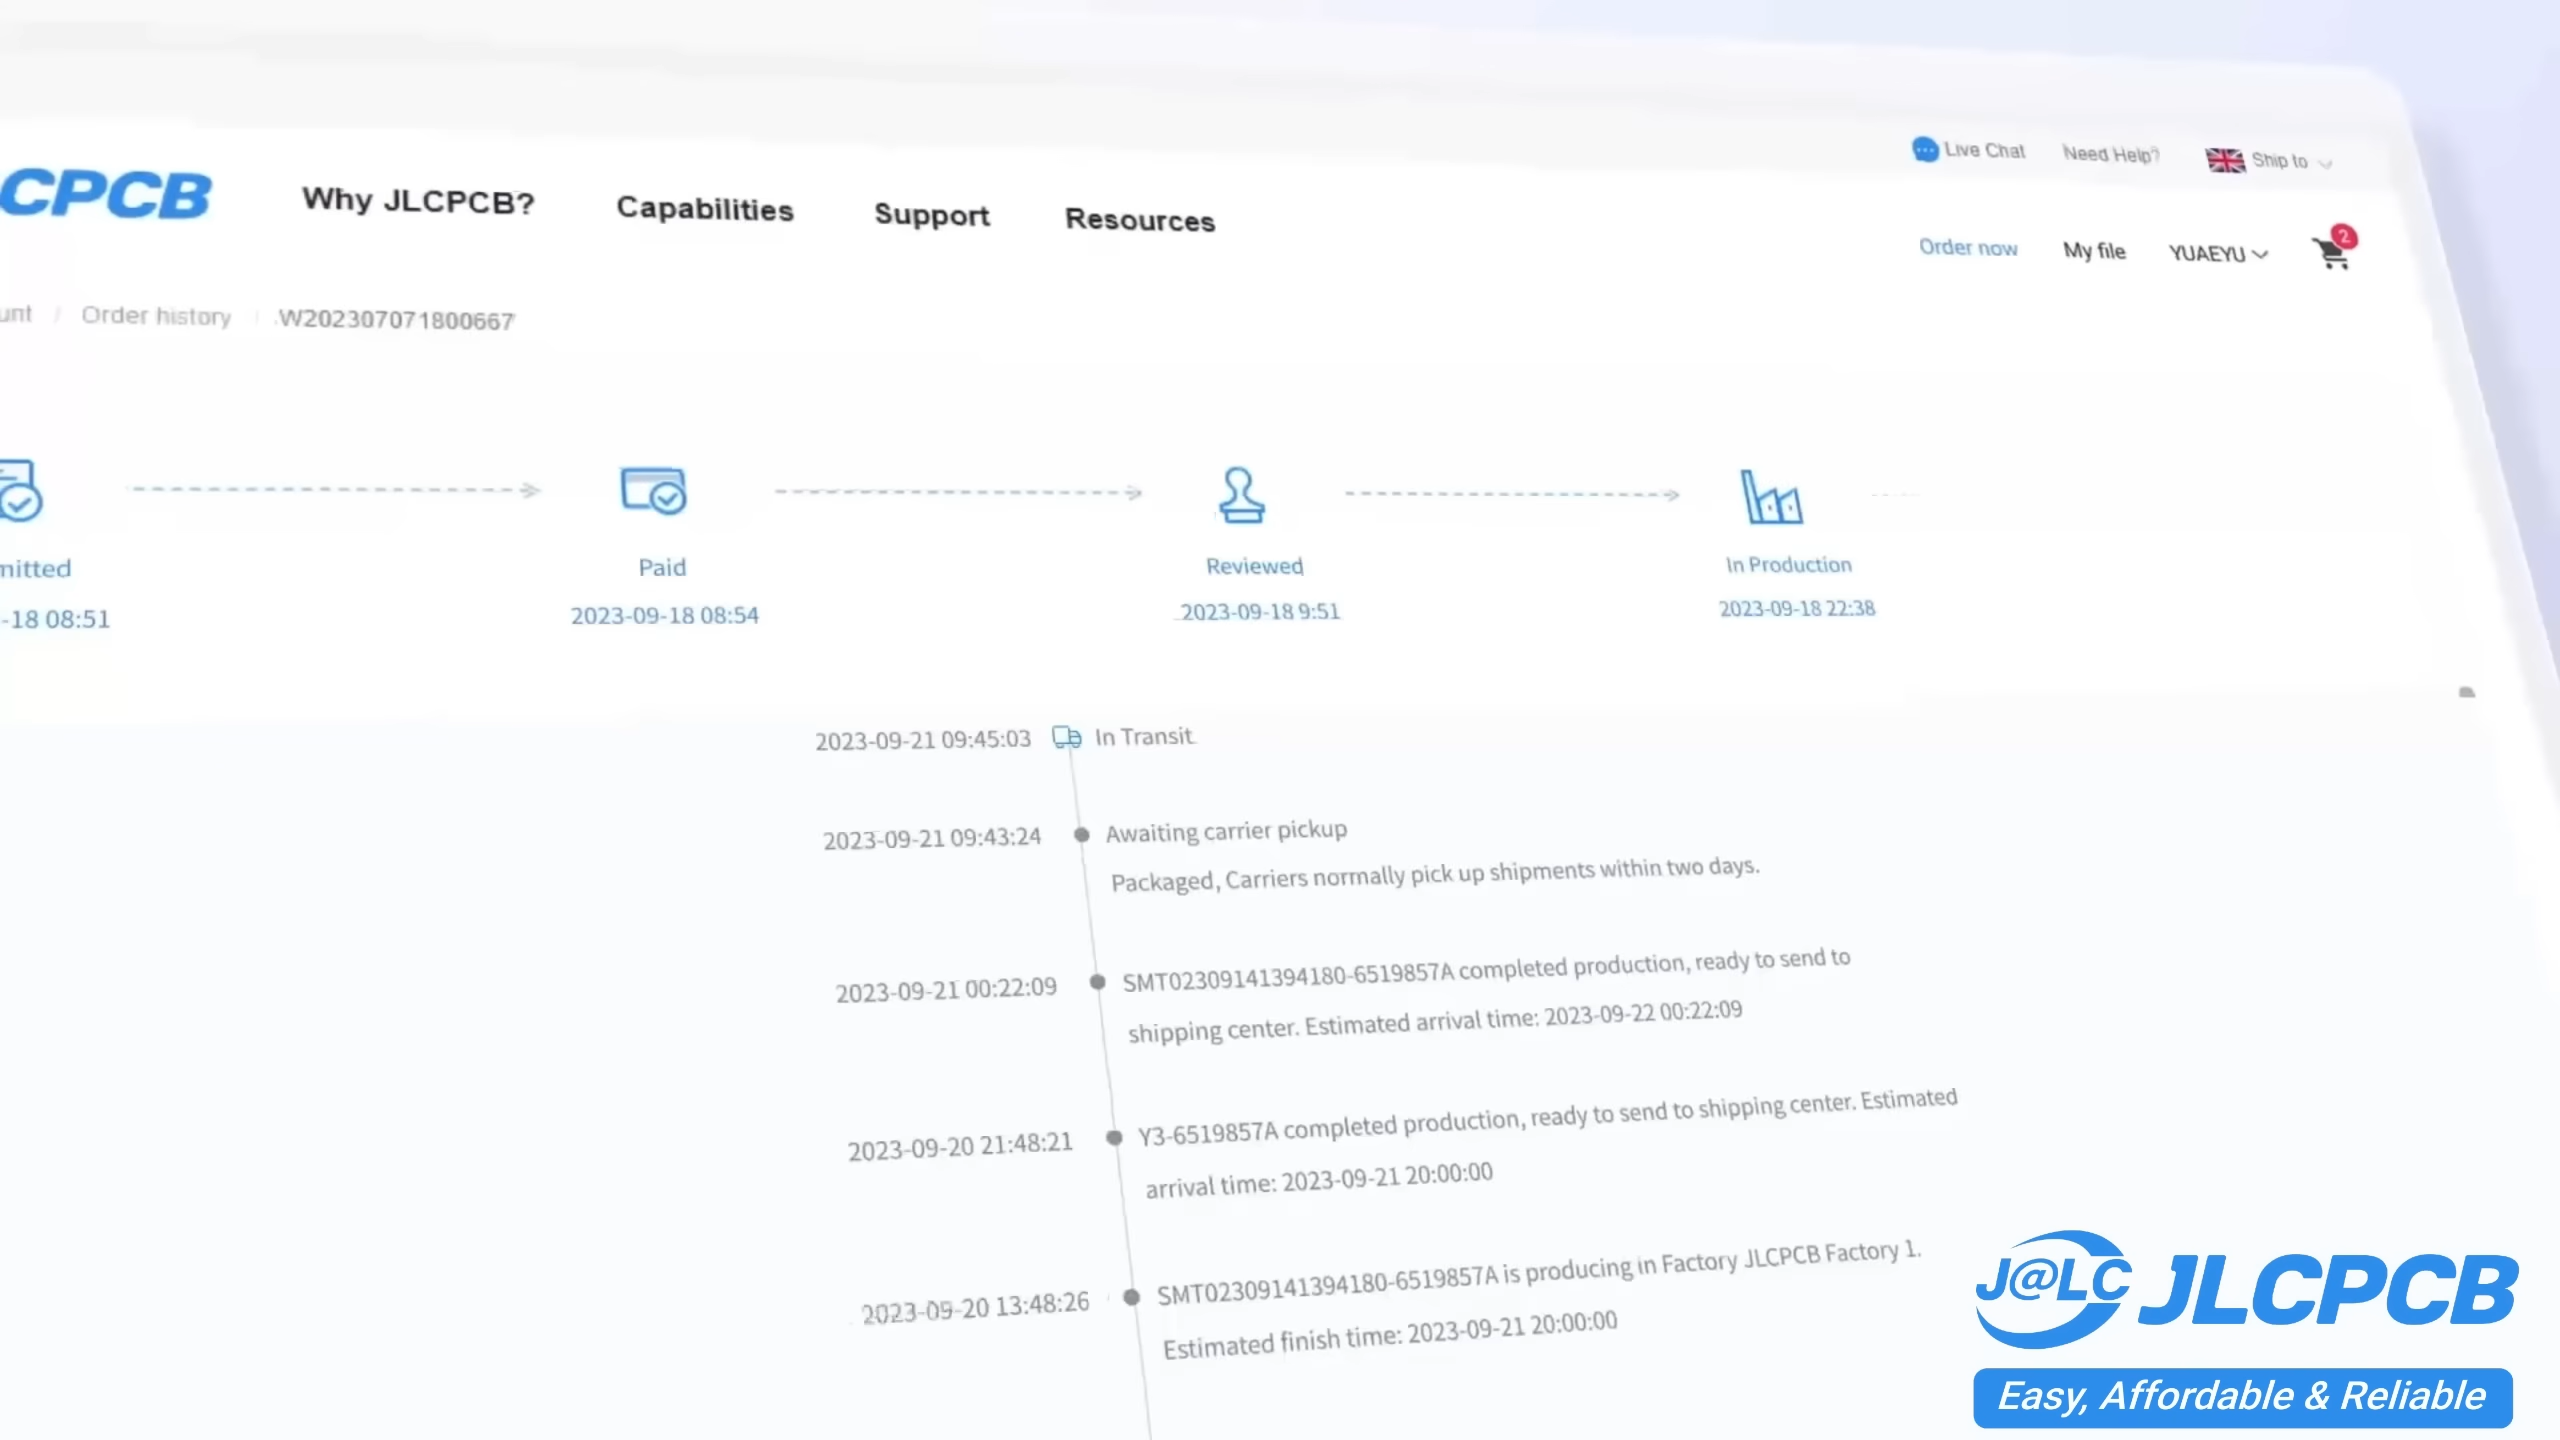 Live Chat Need Help? Ship to
CPCB Why JLCPCB? Capabilities Support Resources
Order now My file YUAEYU 2
unt / Order history W202307071800667
mitted Paid Reviewed In Production
-18 08:51 2023-09-18 08:54 2023-09-18 9:51 2023-09-18 22:38
2023-09-21 09:45:03 In Transit
2023-09-21 09:43:24 Awaiting carrier pickup
Packaged, Carriers normally pick up shipments within two days.
2023-09-21 00:22:09 SMT02309141394180-6519857A completed production, ready to send to
shipping center. Estimated arrival time: 2023-09-22 00:22:09
2023-09-20 21:48:21 Y3-6519857A completed production, ready to send to shipping center. Estimated
arrival time: 2023-09-21 20:00:00
2023-09-20 13:48:26 SMT02309141394180-6519857A is producing in Factory JLCPCB Factory 1.
Estimated finish time: 2023-09-21 20:00:00
J@LC JLCPCB
Easy, Affordable & Reliable